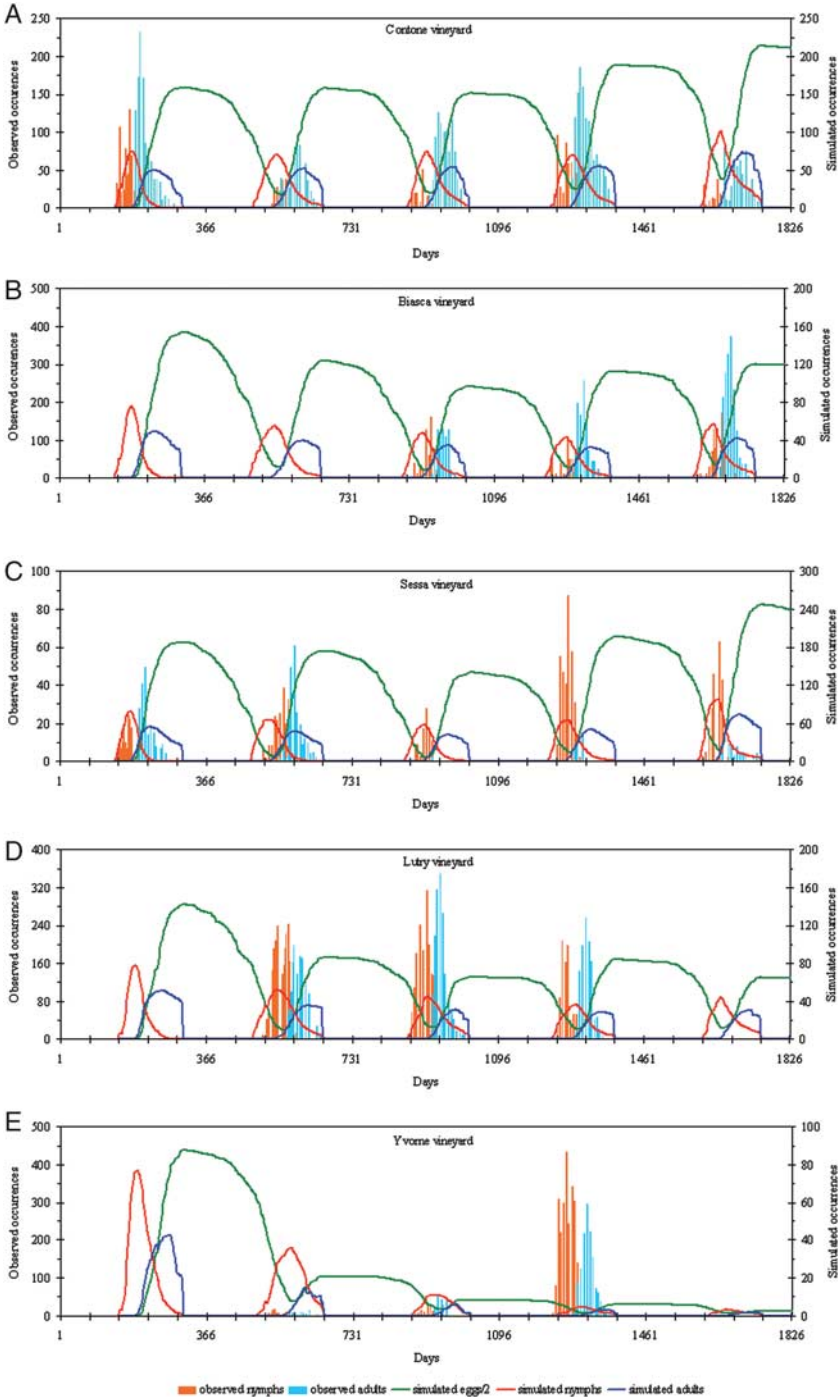 A
Contone vineyard
Observed occurences
250
200
150
100
50
0
Simulated occurences
250
200
150
100
50
0
1 366 731 1096 1461 1826
Days
B
Biasca vineyard
Observed occurences
500
400
300
200
100
0
Simulated occurences
200
160
120
80
40
0
1 366 731 1096 1461 1826
Days
C
Sessa vineyard
Observed occurrences
100
80
60
40
20
0
Simulated occurrences
300
240
180
120
60
0
1 366 731 1096 1461 1826
Days
D
Lutry vineyard
Observed occurrences
400
320
240
160
80
0
Simulated occurrences
200
160
120
80
40
0
1 366 731 1096 1461 1826
Days
E
Yvorne vineyard
Observed occurrences
500
400
300
200
100
0
Simulated occurrences
100
80
60
40
20
0
1 366 731 1096 1461 1826
Days
observed nymphs observed adults simulated eggs/2 simulated nymphs simulated adults